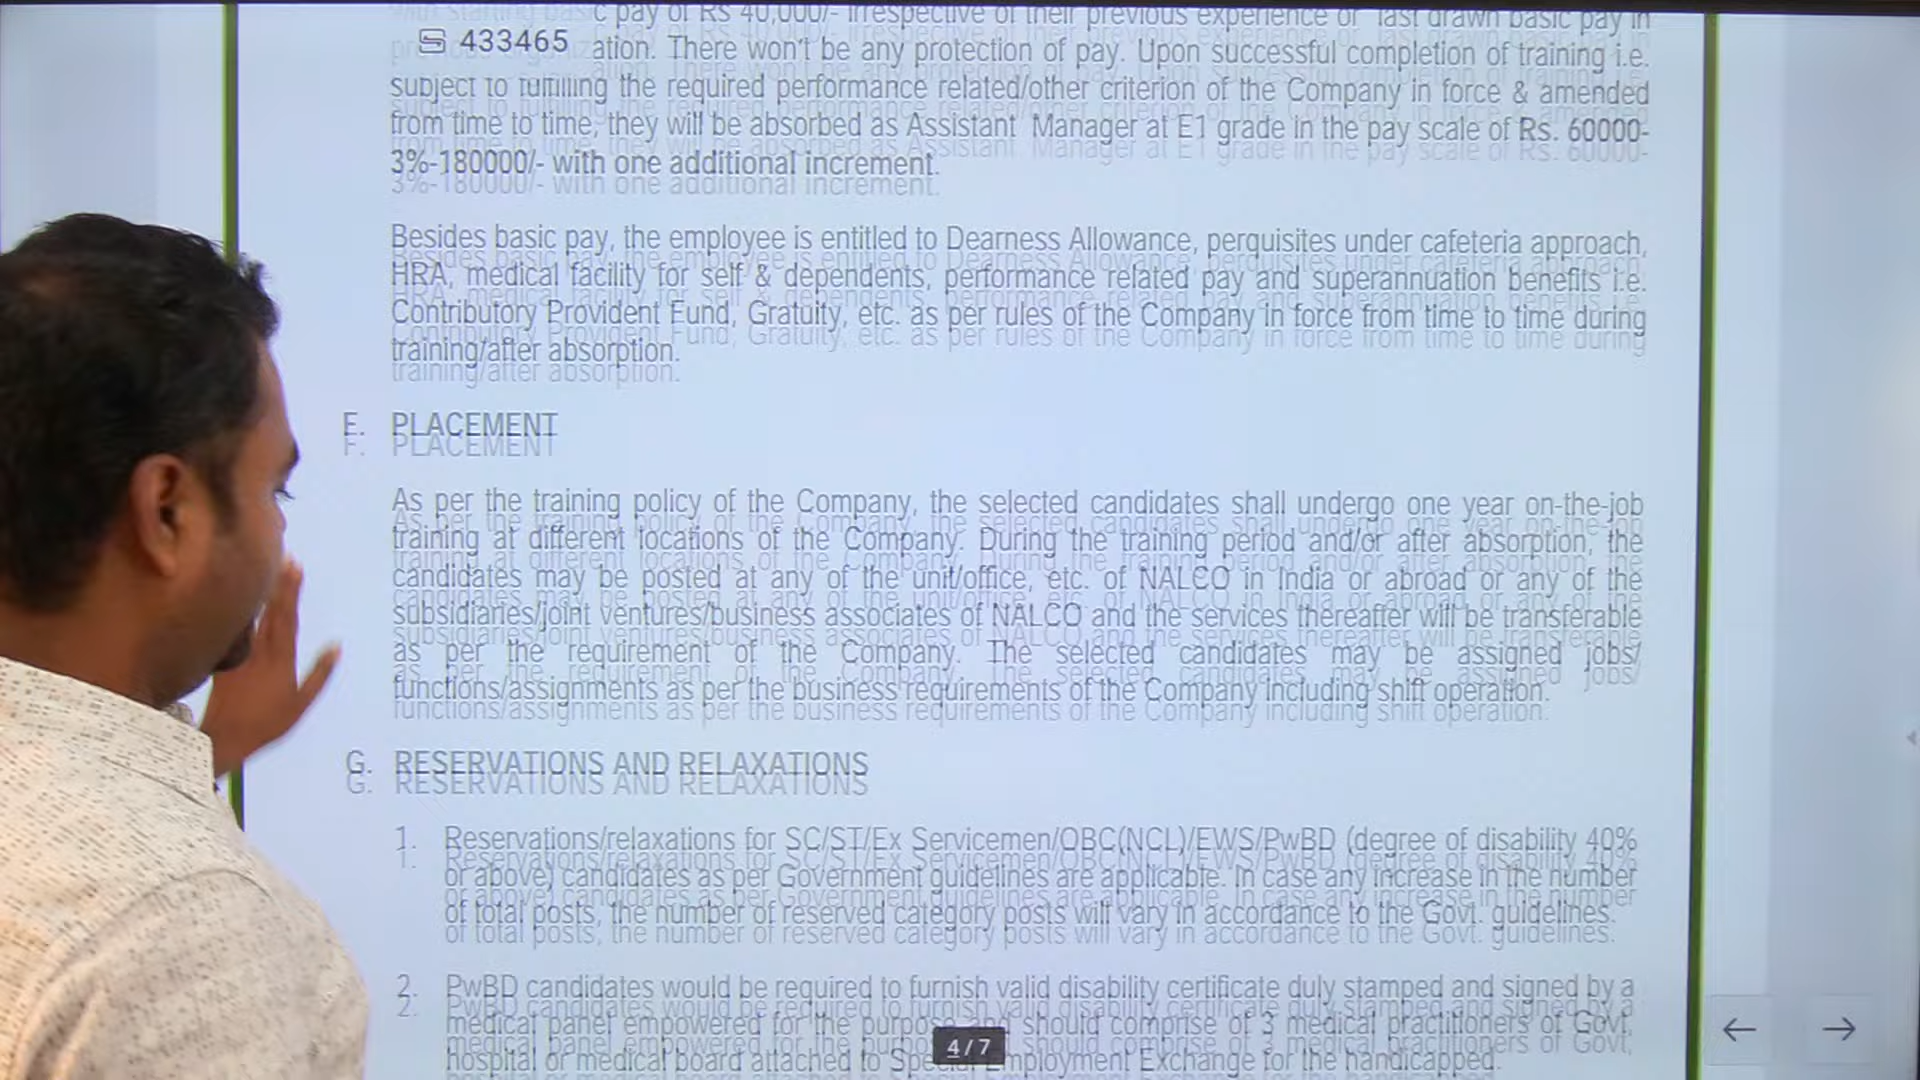 with starting basic pay of Rs 40,000/- irrespective of their previous experience or last drawn basic pay in
433465 ation. There won't be any protection of pay. Upon successful completion of training i.e.
subject to fulfilling the required performance related/other criterion of the Company in force & amended
from time to time, they will be absorbed as Assistant Manager at E1 grade in the pay scale of Rs. 60000-
3%-180000/- with one additional increment.
Besides basic pay, the employee is entitled to Dearness Allowance, perquisites under cafeteria approach,
HRA, medical facility for self & dependents, performance related pay and superannuation benefits i.e.
Contributory Provident Fund, Gratuity, etc. as per rules of the Company in force from time to time during
training/after absorption.
F. PLACEMENT
As per the training policy of the Company, the selected candidates shall undergo one year on-the-job
training at different locations of the Company. During the training period and/or after absorption, the
candidates may be posted at any of the unit/office, etc. of NALCO in India or abroad or any of the
subsidiaries/joint ventures/business associates of NALCO and the services thereafter will be transferable
as per the requirement of the Company. The selected candidates may be assigned jobs/
functions/assignments as per the business requirements of the Company including shift operation.
G. RESERVATIONS AND RELAXATIONS
1. Reservations/relaxations for SC/ST/Ex Servicemen/OBC(NCL)/EWS/PwBD (degree of disability 40%
or above) candidates as per Government guidelines are applicable. In case any increase in the number
of total posts, the number of reserved category posts will vary in accordance to the Govt. guidelines.
2. PwBD candidates would be required to furnish valid disability certificate duly stamped and signed by a
medical panel empowered for the purpose should comprise of 3 medical practitioners of Govt.
hospital or medical board attached to Special Employment Exchange for the handicapped.
4/7